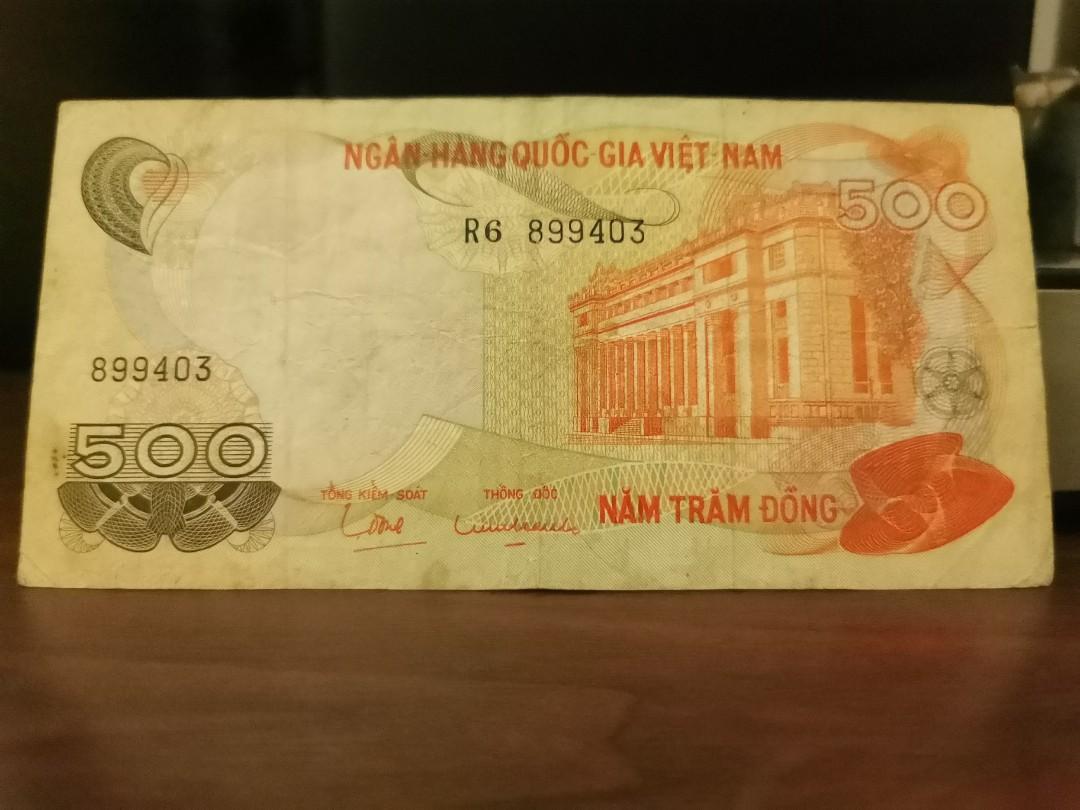 NGÂN-HÀNG QUỐC-GIA VIỆT-NAM
500
R6 899403
899403
500
TỔNG KIỂM SOÁT
THỐNG ĐỐC
NĂM TRĂM ĐỒNG